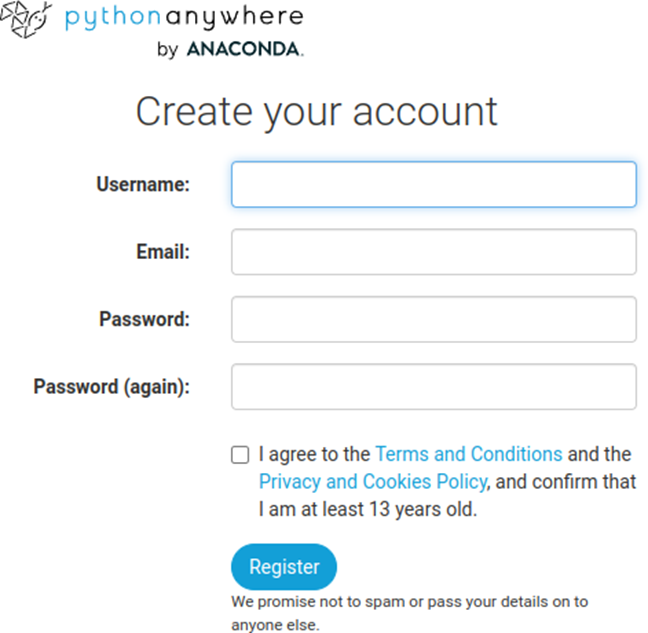 pythonanywhere
by ANACONDA.
Create your account
Username:
Email:
Password:
Password (again):
I agree to the Terms and Conditions and the
Privacy and Cookies Policy, and confirm that
I am at least 13 years old.
Register
We promise not to spam or pass your details on to
anyone else.